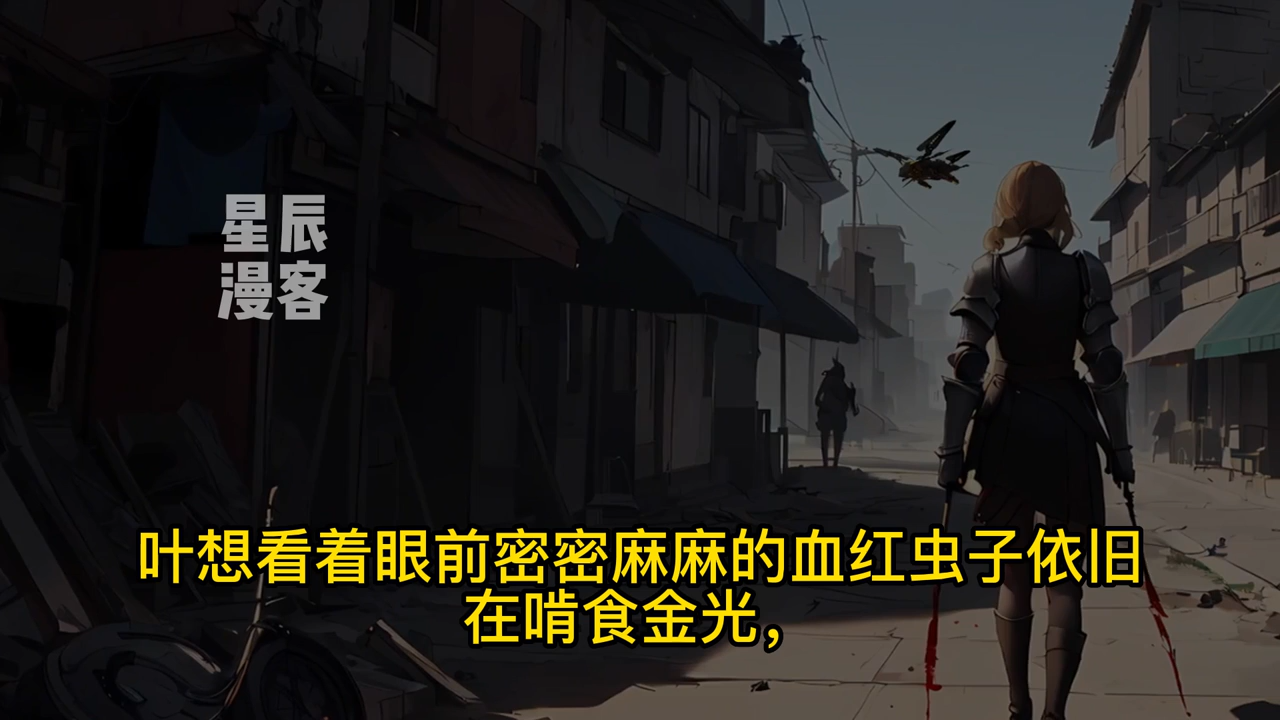 星辰
漫客
叶想看着眼前密密麻麻的血红虫子依旧
在啃食金光，